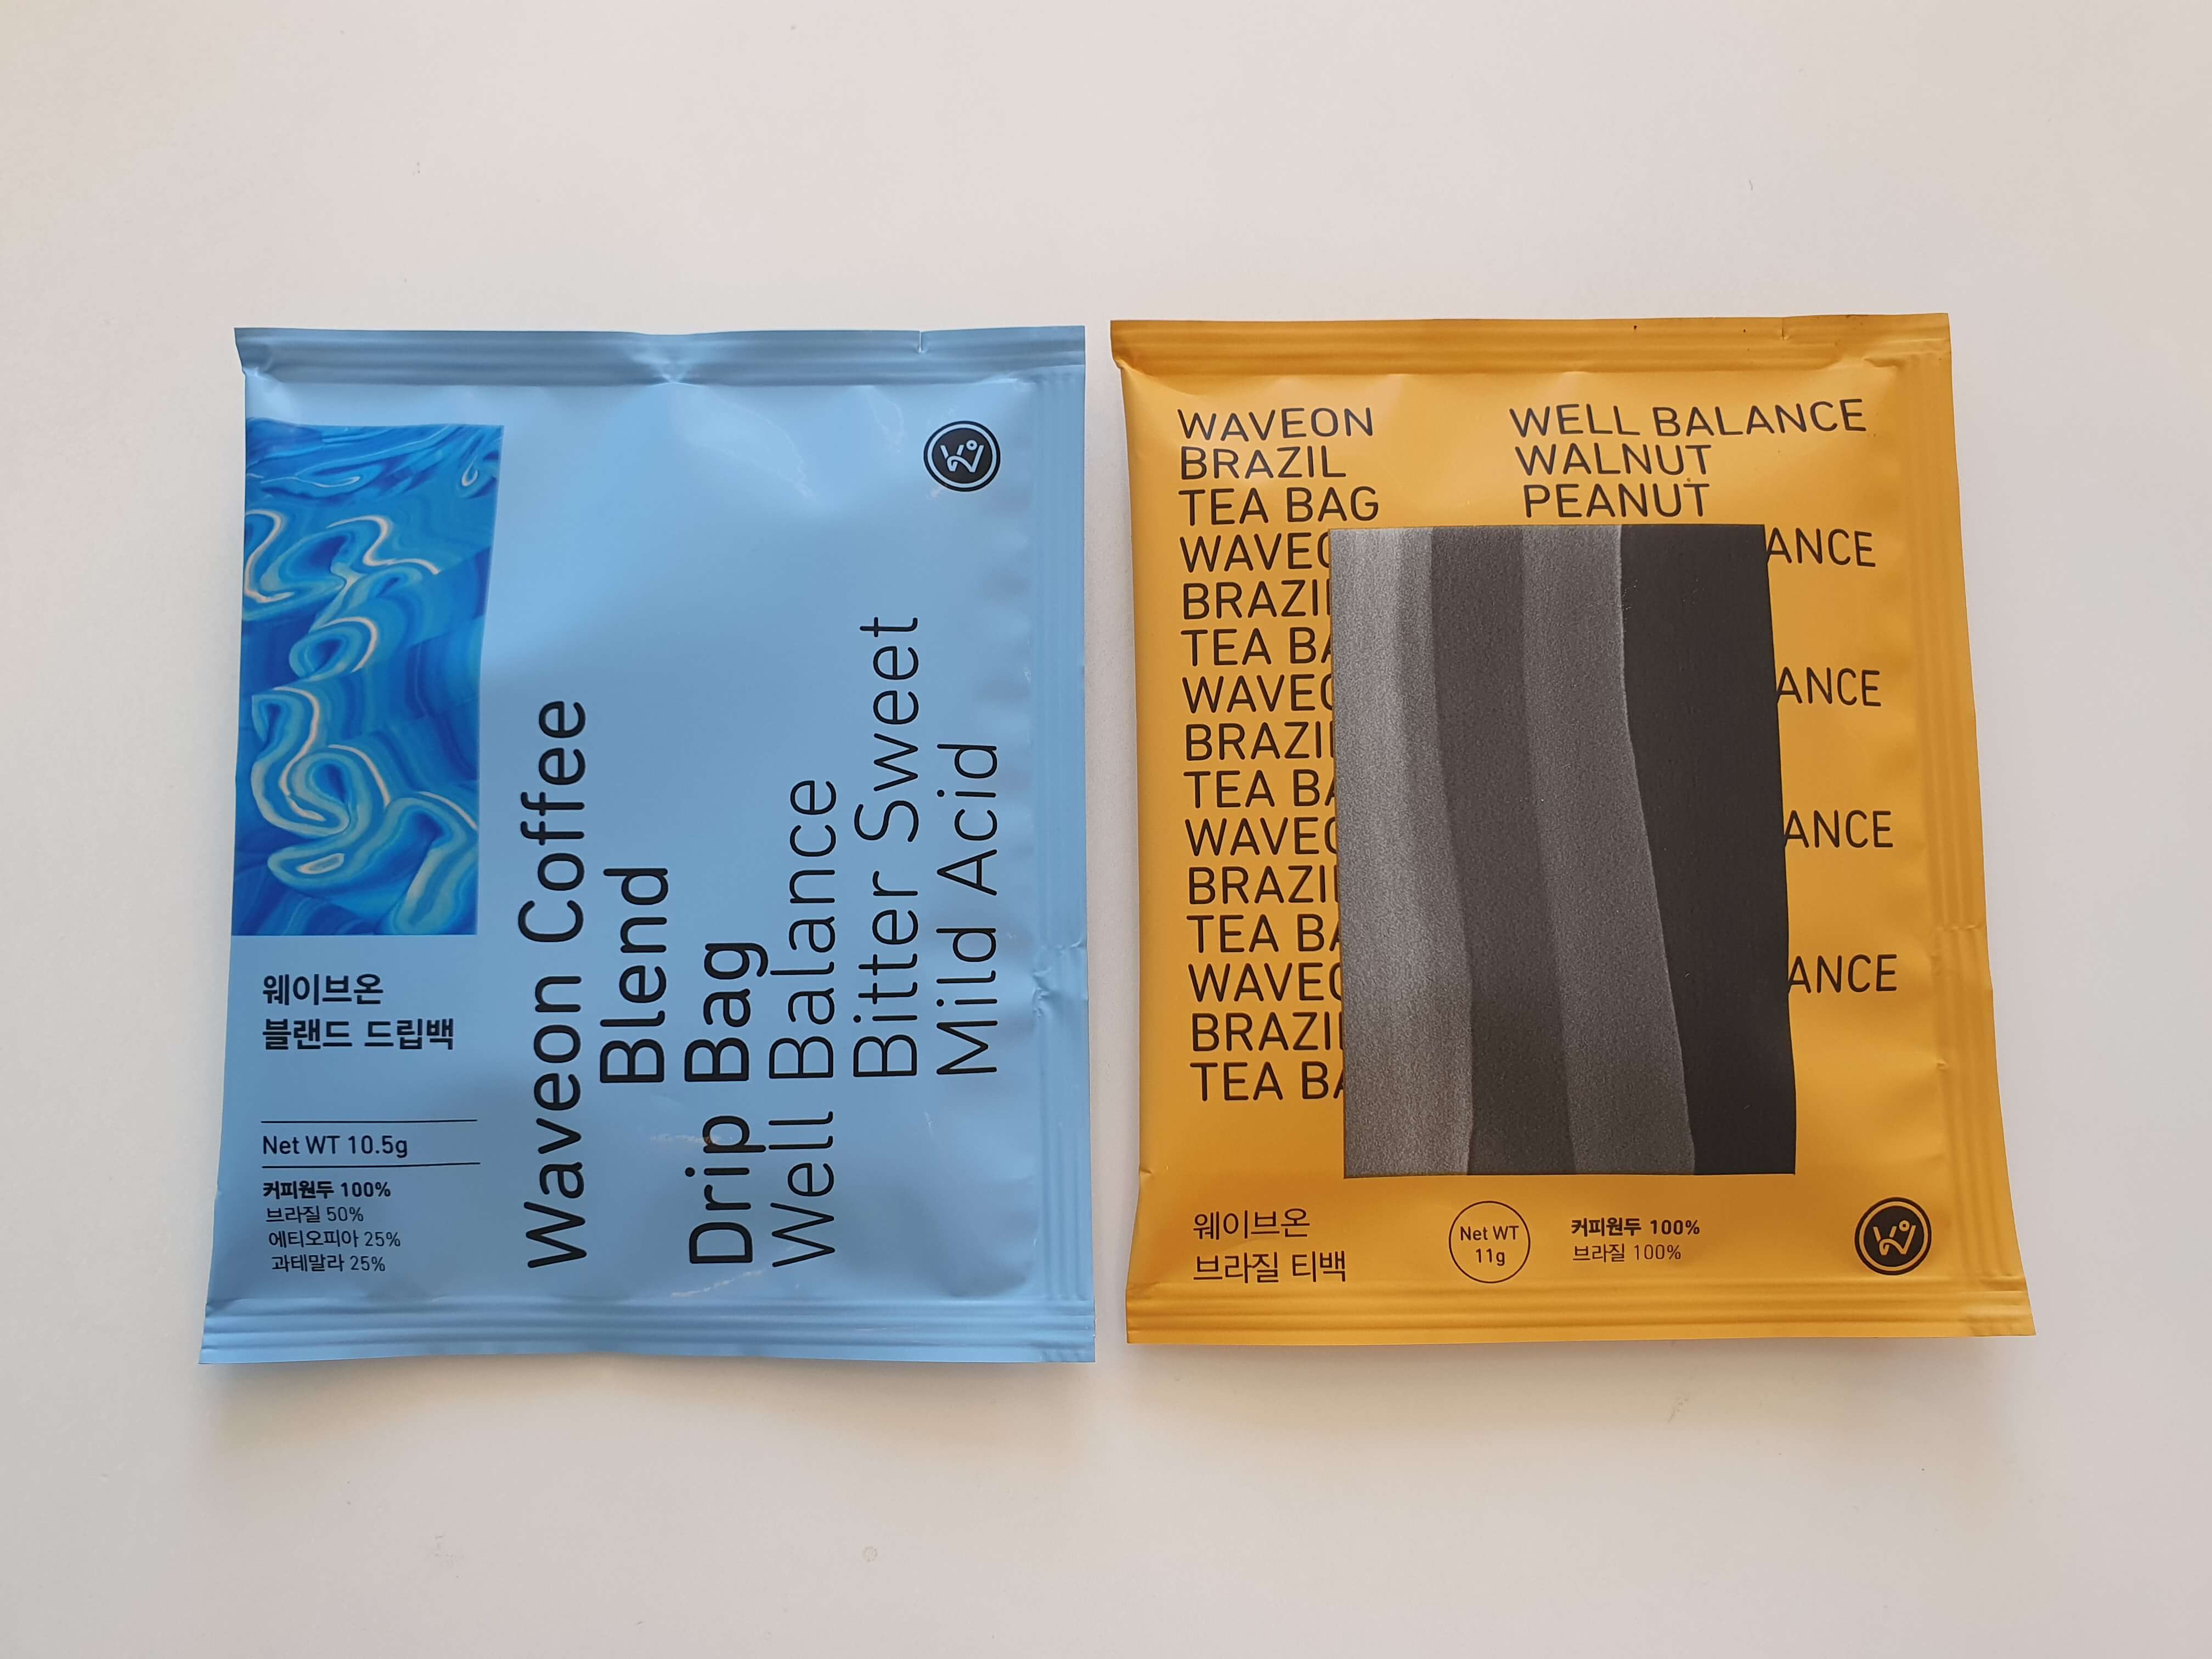 웨이브온
블랜드 드립백
Net WT 10.5g
커피원두 100%
브라질 50%
에티오피아 25%
과테말라 25%
Waveon Coffee
Blend
Drip Bag
Well Balance
Bitter Sweet
Mild Acid
WAVEON
BRAZIL
TEA BAG
WAVEO
BRAZI
TEA BA
WAVEO
BRAZI
TEA BA
WAVEO
BRAZI
TEA BA
WAVEO
BRAZI
TEA BA
WELL BALANCE
WALNUT
PEANUT
ANCE
ANCE
ANCE
ANCE
웨이브온
브라질 티백
Net WT
11g
커피원두 100%
브라질 100%